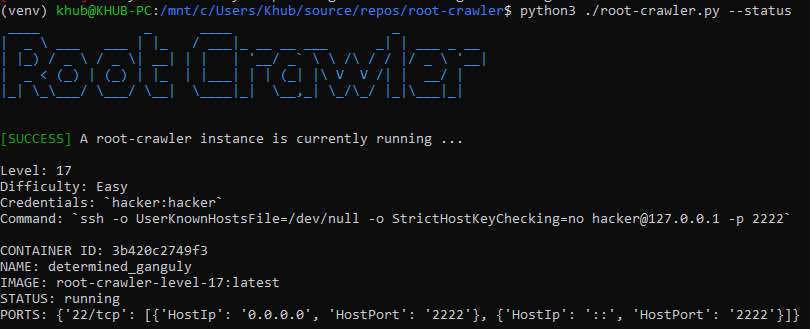 (venv) khub@KHUB-PC:/mnt/c/Users/Khub/source/repos/root-crawler$ python3 ./root-crawler.py --status
Root Crawler
[SUCCESS] A root-crawler instance is currently running ...
Level: 17
Difficulty: Easy
Credentials: `hacker:hacker`
Command: `ssh -o UserKnownHostsFile=/dev/null -o StrictHostKeyChecking=no hacker@127.0.0.1 -p 2222`
CONTAINER ID: 3b420c2749f3
NAME: determined_ganguly
IMAGE: root-crawler-level-17:latest
STATUS: running
PORTS: {'22/tcp': [{'HostIp': '0.0.0.0', 'HostPort': '2222'}, {'HostIp': '::', 'HostPort': '2222'}]}